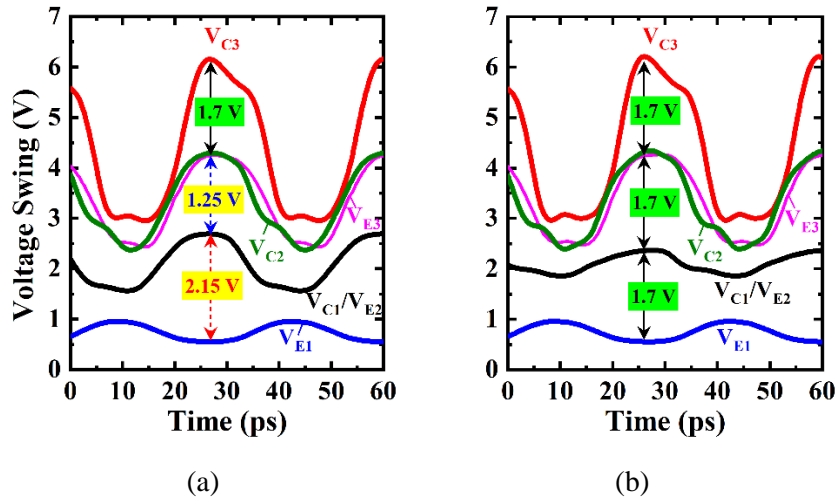 7
6
5
4
3
2
1
0
Voltage Swing (V)
V_C3
1.7 V
1.25 V
2.15 V
V_E3
V_C2
V_C1/V_E2
V_E1
0 10 20 30 40 50 60
Time (ps)
(a)
7
6
5
4
3
2
1
0
V_C3
1.7 V
1.7 V
1.7 V
V_E3
V_C2
V_C1/V_E2
V_E1
0 10 20 30 40 50 60
Time (ps)
(b)